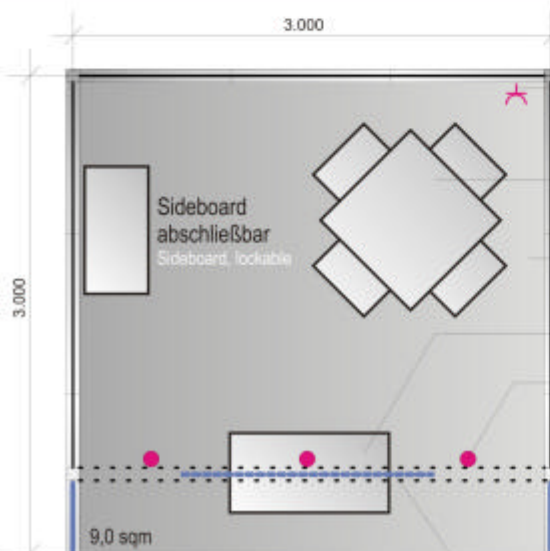 3.000
3.000
Sideboard
abschließbar
Sideboard, lockable
9,0 sqm